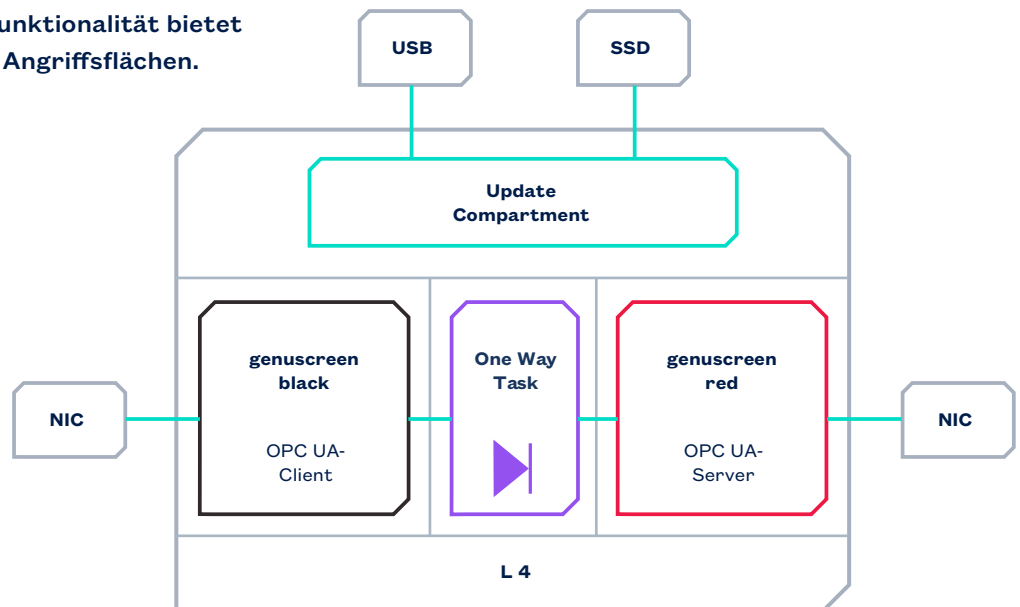 unktionalität bietet
Angriffsflächen.
USB
SSD
Update
Compartment
genuscreen
black
OPC UA-
Client
One Way
Task
genuscreen
red
OPC UA-
Server
NIC
NIC
L 4